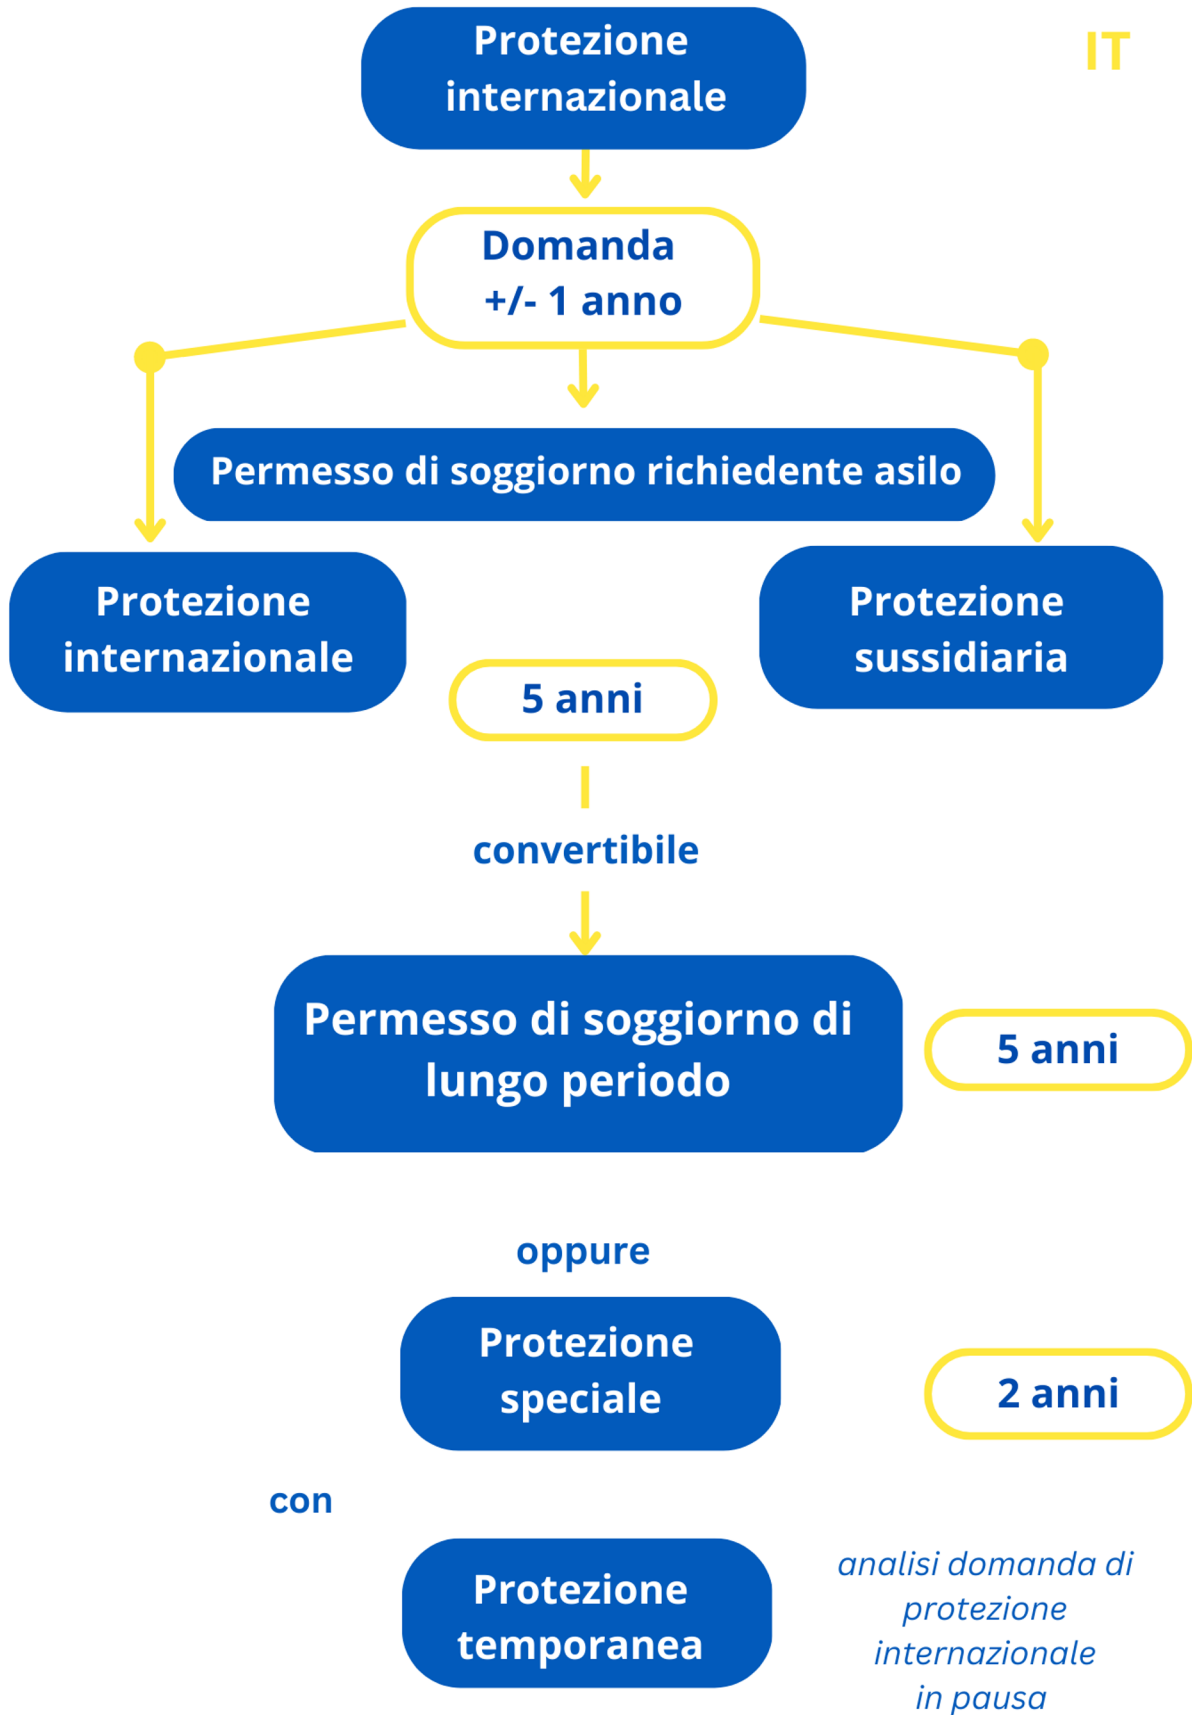 Protezione
internazionale
IT
Domanda
+/- 1 anno
Permesso di soggiorno richiedente asilo
Protezione
internazionale
Protezione
sussidiaria
5 anni
convertibile
Permesso di soggiorno di
lungo periodo
5 anni
oppure
Protezione
speciale
2 anni
con
Protezione
temporanea
analisi domanda di
protezione
internazionale
in pausa